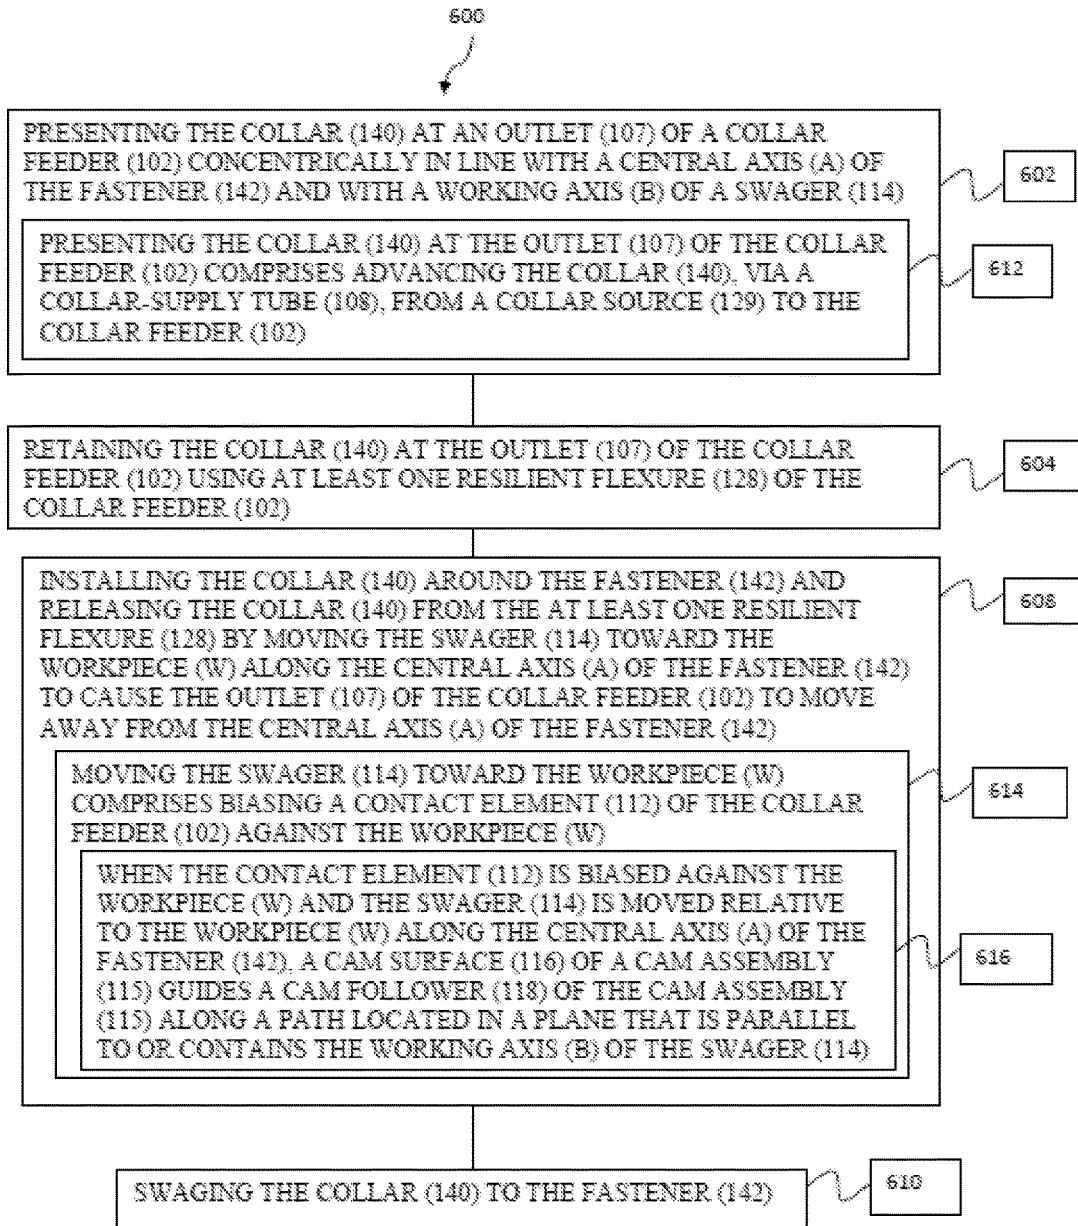 600
PRESENTING THE COLLAR (140) AT AN OUTLET (107) OF A COLLAR
FEEDER (102) CONCENTRICALLY IN LINE WITH A CENTRAL AXIS (A) OF
THE FASTENER (142) AND WITH A WORKING AXIS (B) OF A SWAGER (114)
602
PRESENTING THE COLLAR (140) AT THE OUTLET (107) OF THE COLLAR
FEEDER (102) COMPRISES ADVANCING THE COLLAR (140), VIA A
COLLAR-SUPPLY TUBE (108), FROM A COLLAR SOURCE (129) TO THE
COLLAR FEEDER (102)
612
RETAINING THE COLLAR (140) AT THE OUTLET (107) OF THE COLLAR
FEEDER (102) USING AT LEAST ONE RESILIENT FLEXURE (128) OF THE
COLLAR FEEDER (102)
604
INSTALLING THE COLLAR (140) AROUND THE FASTENER (142) AND
RELEASING THE COLLAR (140) FROM THE AT LEAST ONE RESILIENT
FLEXURE (128) BY MOVING THE SWAGER (114) TOWARD THE
WORKPIECE (W) ALONG THE CENTRAL AXIS (A) OF THE FASTENER (142)
TO CAUSE THE OUTLET (107) OF THE COLLAR FEEDER (102) TO MOVE
AWAY FROM THE CENTRAL AXIS (A) OF THE FASTENER (142)
608
MOVING THE SWAGER (114) TOWARD THE WORKPIECE (W)
COMPRISES BIASING A CONTACT ELEMENT (112) OF THE COLLAR
FEEDER (102) AGAINST THE WORKPIECE (W)
614
WHEN THE CONTACT ELEMENT (112) IS BIASED AGAINST THE
WORKPIECE (W) AND THE SWAGER (114) IS MOVED RELATIVE
TO THE WORKPIECE (W) ALONG THE CENTRAL AXIS (A) OF THE
FASTENER (142), A CAM SURFACE (116) OF A CAM ASSEMBLY
(115) GUIDES A CAM FOLLOWER (118) OF THE CAM ASSEMBLY
(115) ALONG A PATH LOCATED IN A PLANE THAT IS PARALLEL
TO OR CONTAINS THE WORKING AXIS (B) OF THE SWAGER (114)
616
SWAGING THE COLLAR (140) TO THE FASTENER (142)
610